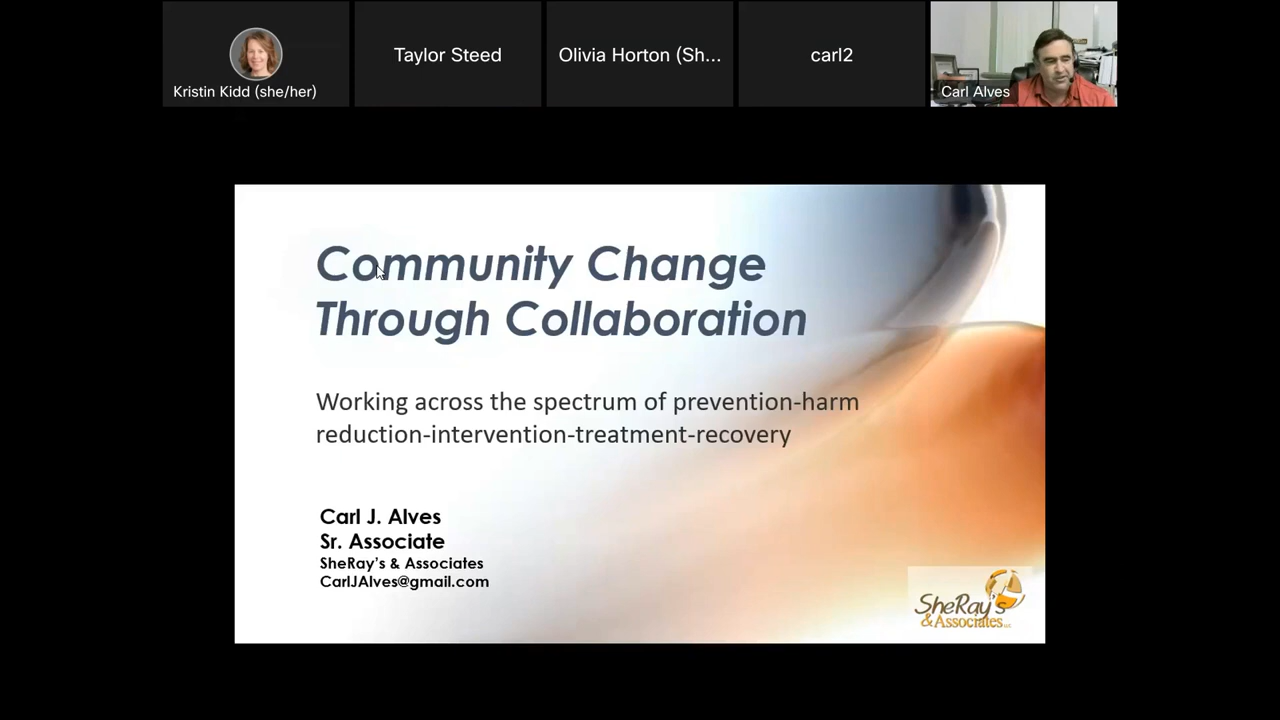 Kristin Kidd (she/her)
Taylor Steed
Olivia Horton (Sh...
carl2
Carl Alves
Community Change
Through Collaboration
Working across the spectrum of prevention-harm
reduction-intervention-treatment-recovery
Carl J. Alves
Sr. Associate
SheRay's & Associates
CarlJAlves@gmail.com
SheRay's
& Associates